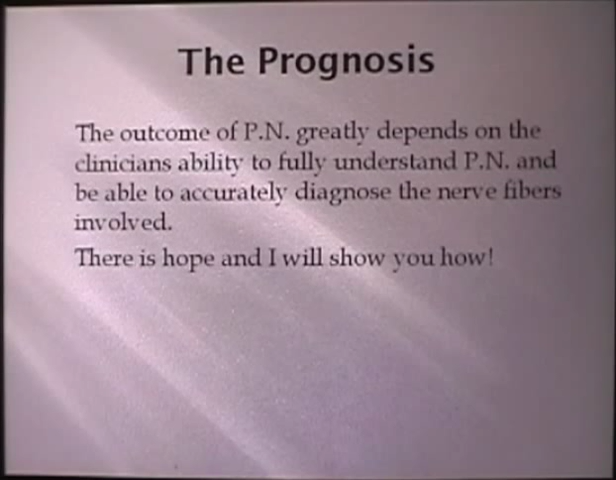 The Prognosis
The outcome of P.N. greatly depends on the
clinicians ability to fully understand P.N. and
be able to accurately diagnose the nerve fibers
involved.
There is hope and I will show you how!